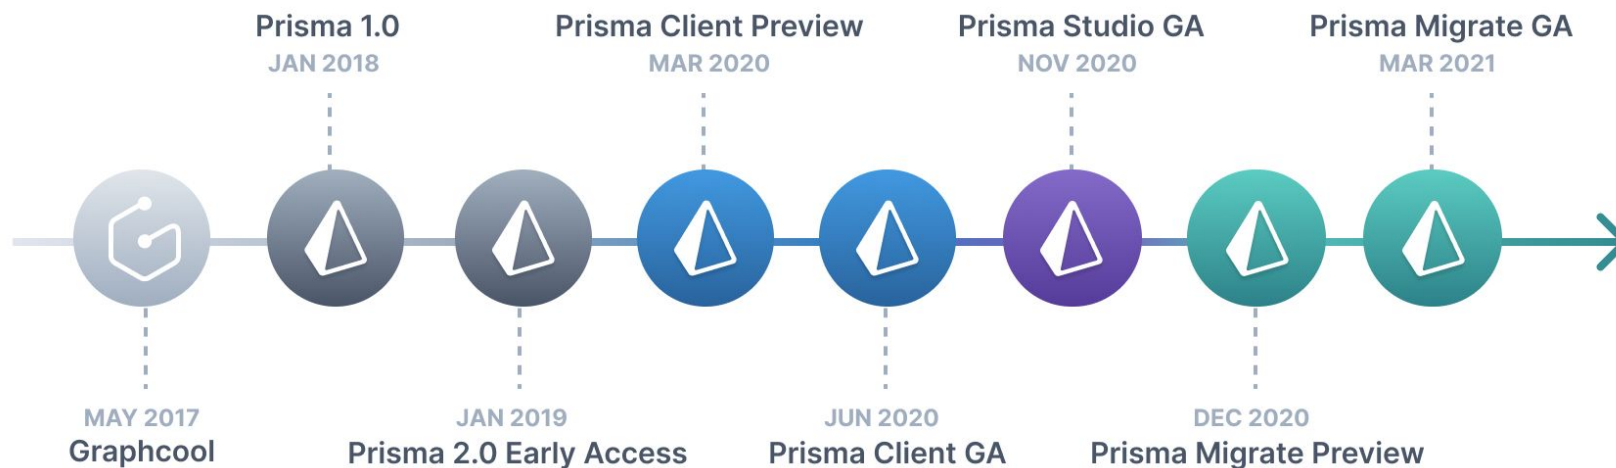 Prisma 1.0
JAN 2018
Prisma Client Preview
MAR 2020
Prisma Studio GA
NOV 2020
Prisma Migrate GA
MAR 2021
MAY 2017
Graphcool
JAN 2019
Prisma 2.0 Early Access
JUN 2020
Prisma Client GA
DEC 2020
Prisma Migrate Preview